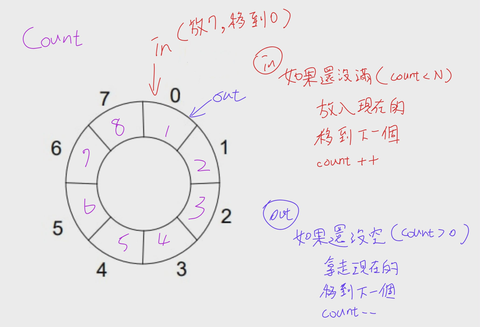 Count
in (放7,移到0)
out
0
1
2
3
4
5
6
7
1
2
3
4
5
6
7
8
in
如果還沒滿(count<N)
放入現在的
移到下一個
count ++
out
如果還沒空(count>0)
拿走現在的
移到下一個
count--